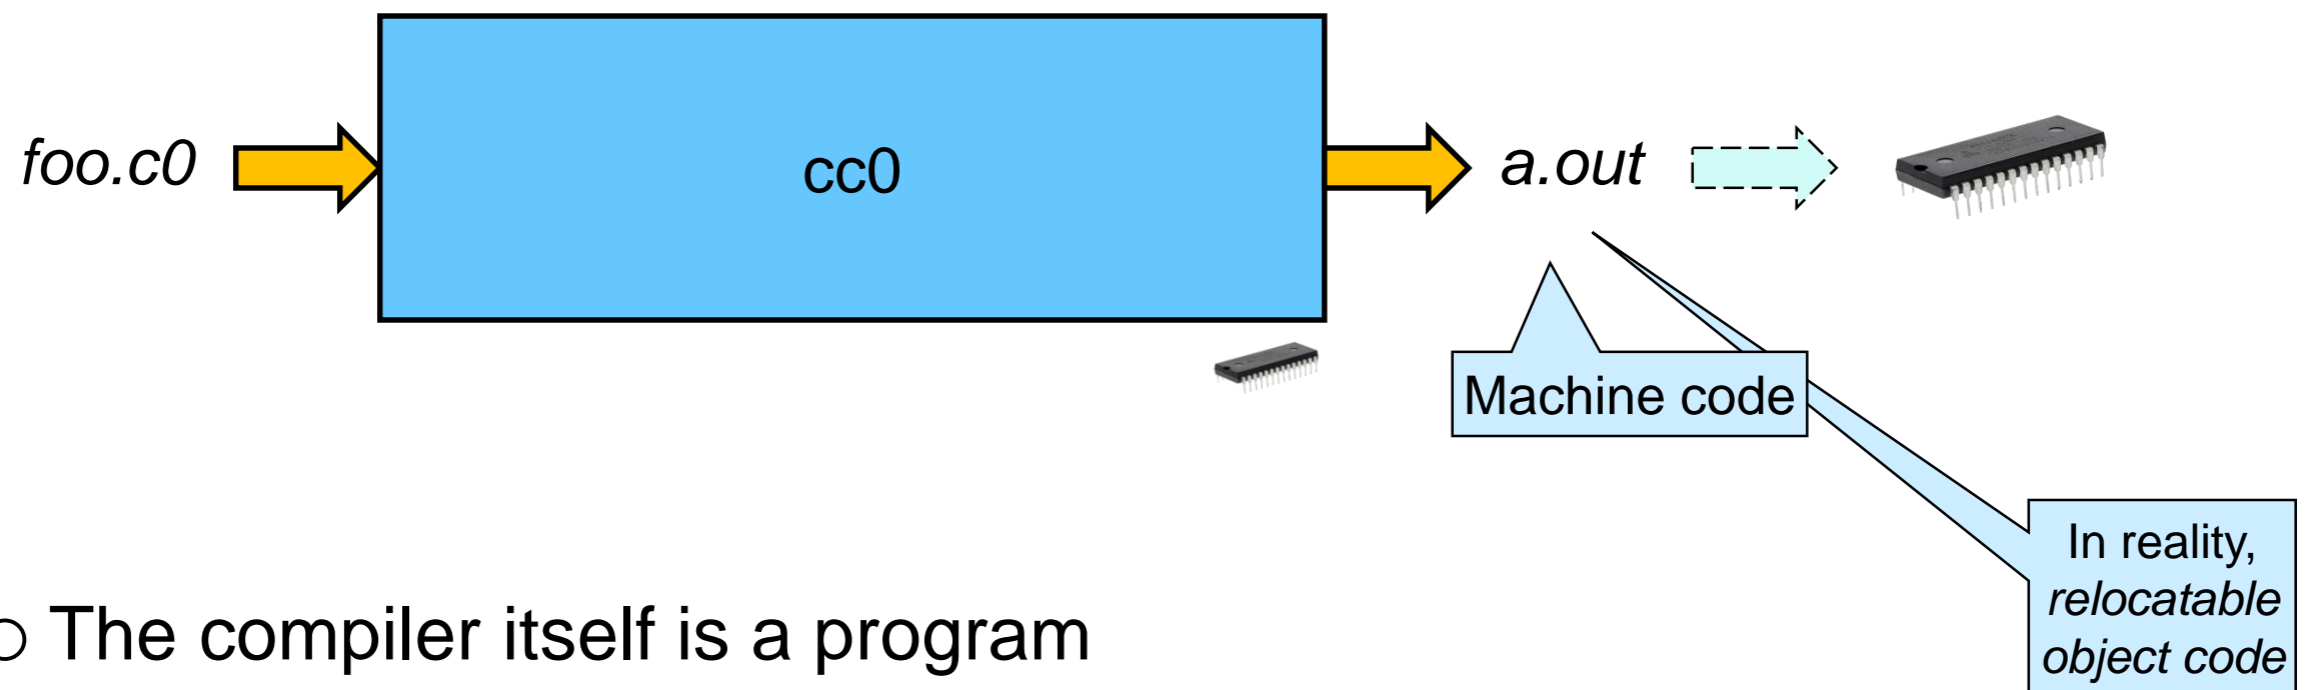 foo.c0
cc0
a.out
Machine code
In reality,
relocatable
object code
The compiler itself is a program